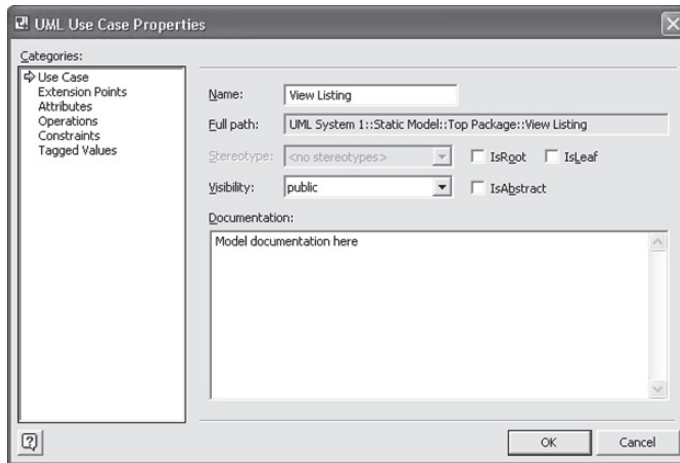 UML Use Case Properties
Categories:
Use Case
Extension Points
Attributes
Operations
Constraints
Tagged Values
Name: View Listing
Full path: UML System 1::Static Model::Top Package::View Listing
Stereotype: <no stereotypes> IsRoot IsLeaf
Visibility: public IsAbstract
Documentation:
Model documentation here
? OK Cancel